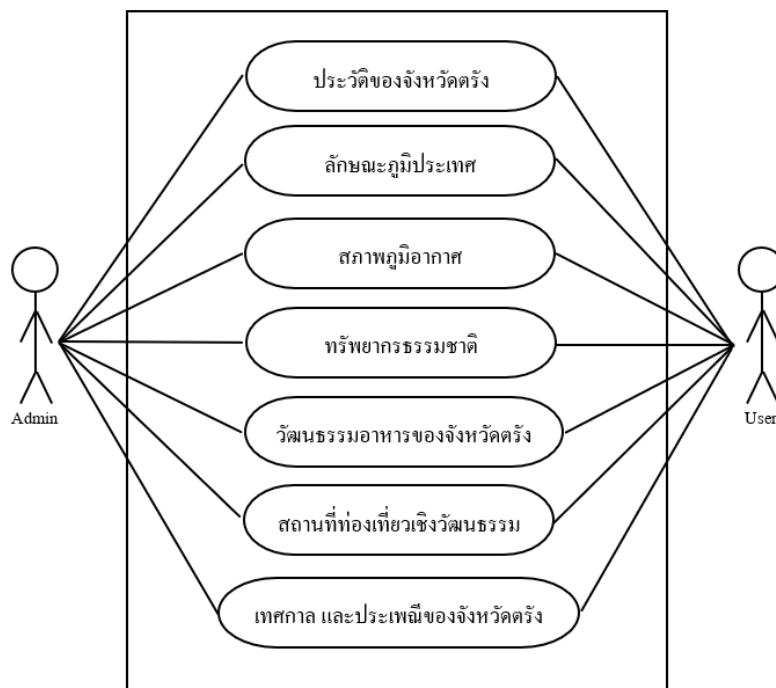 ประวัติของจังหวัดตรัง
ลักษณะภูมิประเทศ
สภาพภูมิอากาศ
ทรัพยากรธรรมชาติ
วัฒนธรรมอาหารของจังหวัดตรัง
สถานที่ท่องเที่ยวเชิงวัฒนธรรม
เทศกาล และประเพณีของจังหวัดตรัง
Admin
User